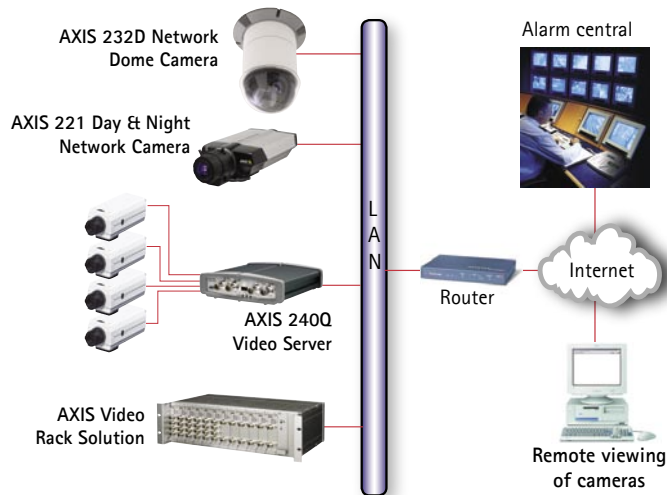 AXIS 232D Network
Dome Camera
Alarm central
AXIS 221 Day & Night
Network Camera
LAN
Internet
Router
AXIS 240Q
Video Server
AXIS Video
Rack Solution
Remote viewing
of cameras